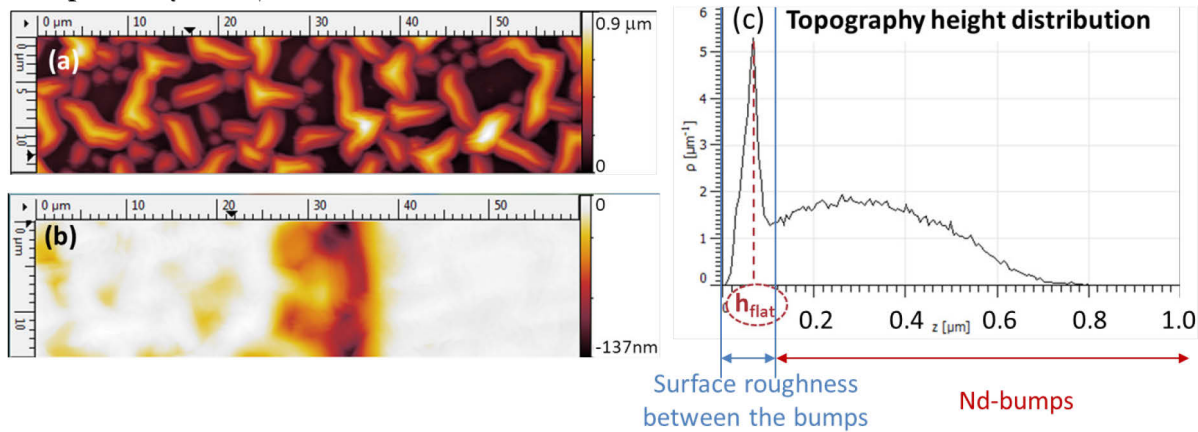 0 µm 10 20 30 40 50
0 µm 5 10
(a)
0.9 µm
0
0 µm 10 20 30 40 50
0 µm 10
(b)
0
-137nm
(c) Topography height distribution
ρ [µm⁻¹]
5
4
3
2
1
0
h_flat
0.2 0.4 0.6 0.8 1.0
z [µm]
Surface roughness
between the bumps
Nd-bumps